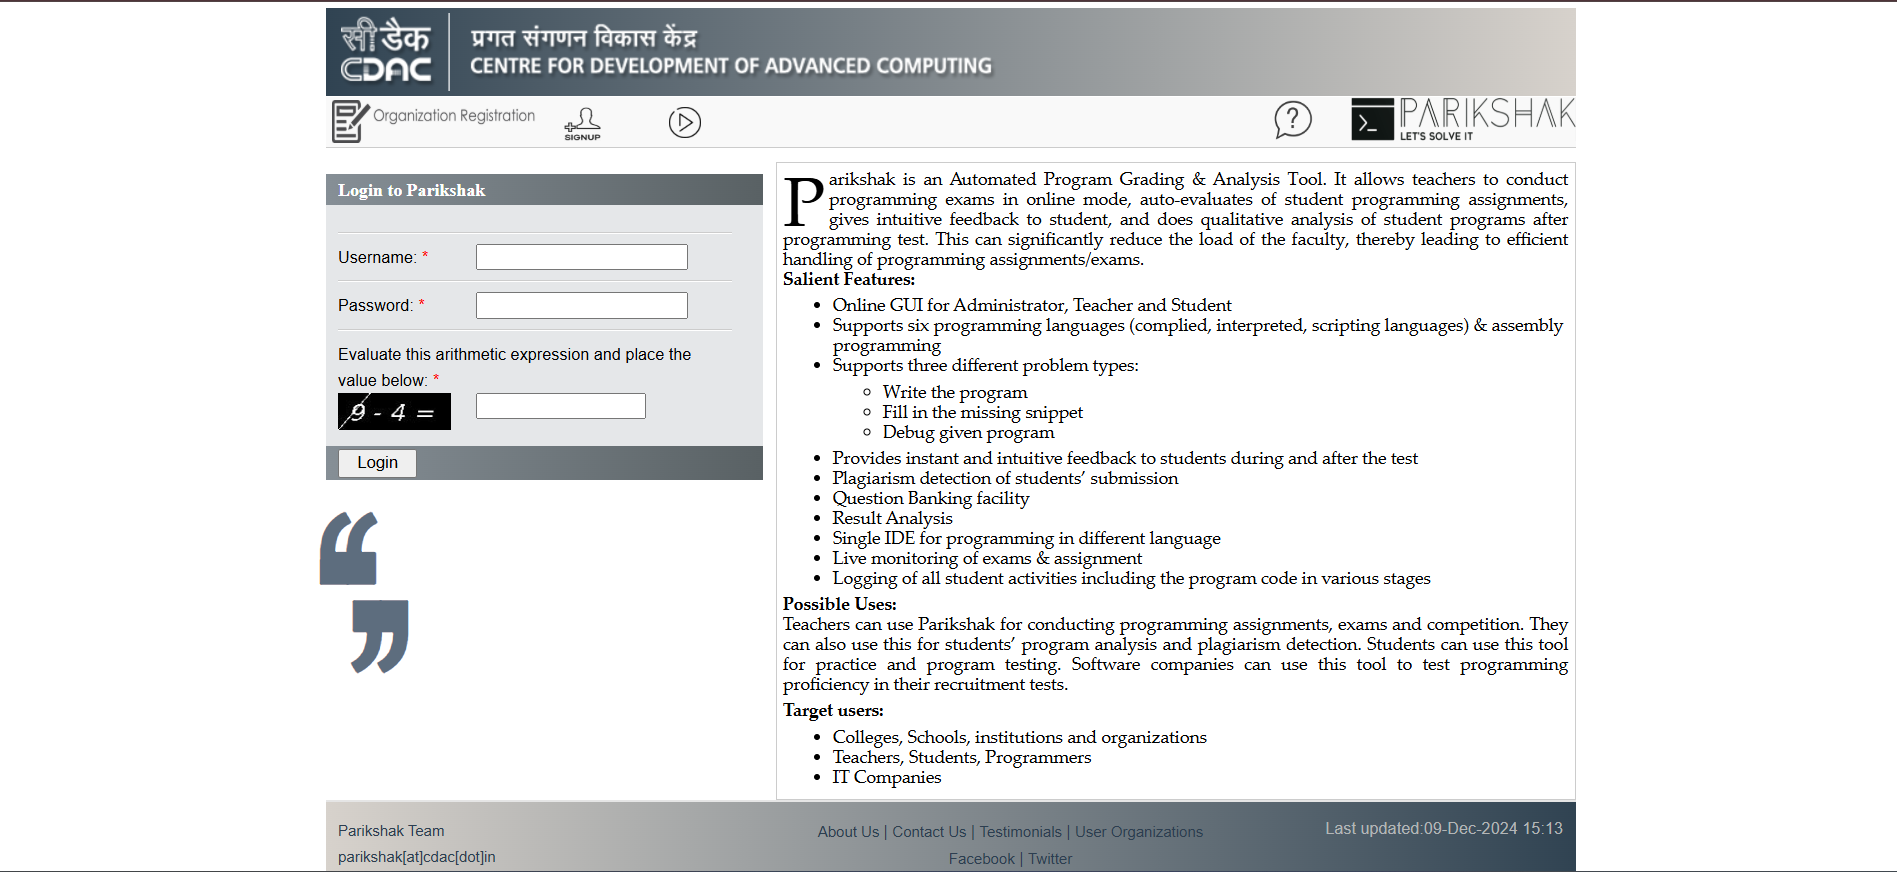 सी डैक
CDAC
प्रगत संगणन विकास केंद्र
CENTRE FOR DEVELOPMENT OF ADVANCED COMPUTING
Organization Registration
SIGNUP
?
>_
PARIKSHAK
LET'S SOLVE IT
Login to Parikshak
Username: *
Password: *
Evaluate this arithmetic expression and place the
value below: *
9 - 4 =
Login
Parikshak is an Automated Program Grading & Analysis Tool. It allows teachers to conduct
programming exams in online mode, auto-evaluates of student programming assignments,
gives intuitive feedback to student, and does qualitative analysis of student programs after
programming test. This can significantly reduce the load of the faculty, thereby leading to efficient
handling of programming assignments/exams.
Salient Features:
• Online GUI for Administrator, Teacher and Student
• Supports six programming languages (complied, interpreted, scripting languages) & assembly
programming
• Supports three different problem types:
◦ Write the program
◦ Fill in the missing snippet
◦ Debug given program
• Provides instant and intuitive feedback to students during and after the test
• Plagiarism detection of students’ submission
• Question Banking facility
• Result Analysis
• Single IDE for programming in different language
• Live monitoring of exams & assignment
• Logging of all student activities including the program code in various stages
Possible Uses:
Teachers can use Parikshak for conducting programming assignments, exams and competition. They
can also use this for students’ program analysis and plagiarism detection. Students can use this tool
for practice and program testing. Software companies can use this tool to test programming
proficiency in their recruitment tests.
Target users:
• Colleges, Schools, institutions and organizations
• Teachers, Students, Programmers
• IT Companies
Parikshak Team
parikshak[at]cdac[dot]in
About Us | Contact Us | Testimonials | User Organizations
Facebook | Twitter
Last updated:09-Dec-2024 15:13